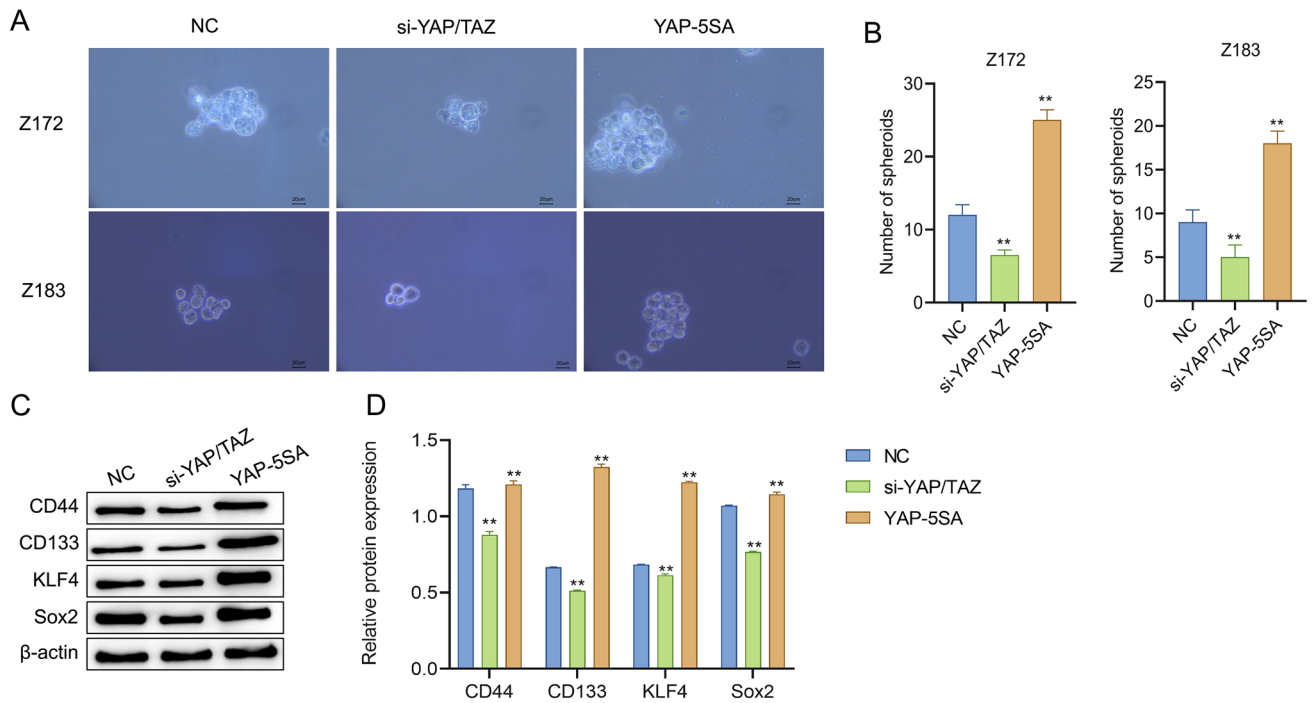 A
NC
si-YAP/TAZ
YAP-5SA
Z172
20um
20um
20um
Z183
20um
20um
20um
B
Z172
Number of spheroids
30
20
10
0
**
**
NC
si-YAP/TAZ
YAP-5SA
Z183
Number of spheroids
25
20
15
10
5
0
**
**
NC
si-YAP/TAZ
YAP-5SA
C
NC
si-YAP/TAZ
YAP-5SA
CD44
CD133
KLF4
Sox2
β-actin
D
Relative protein expression
1.5
1.0
0.5
0.0
**
**
**
**
**
**
**
**
CD44
CD133
KLF4
Sox2
NC
si-YAP/TAZ
YAP-5SA